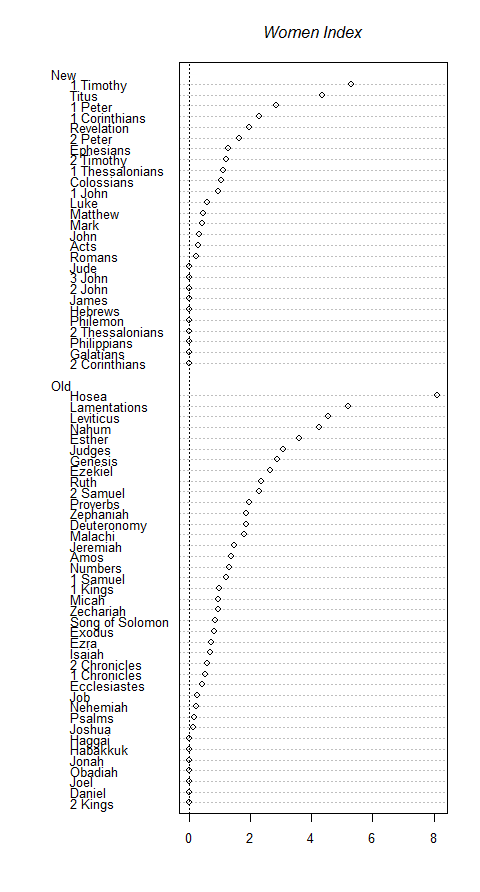 Women Index
New
1 Timothy
Titus
1 Peter
1 Corinthians
Revelation
2 Peter
Ephesians
2 Timothy
1 Thessalonians
Colossians
1 John
Luke
Matthew
Mark
John
Acts
Romans
Jude
3 John
2 John
James
Hebrews
Philemon
2 Thessalonians
Philippians
Galatians
2 Corinthians
Old
Hosea
Lamentations
Leviticus
Nahum
Esther
Judges
Genesis
Ezekiel
Ruth
2 Samuel
Proverbs
Zephaniah
Deuteronomy
Malachi
Jeremiah
Amos
Numbers
1 Samuel
1 Kings
Micah
Zechariah
Song of Solomon
Exodus
Ezra
Isaiah
2 Chronicles
1 Chronicles
Ecclesiastes
Job
Nehemiah
Psalms
Joshua
Haggai
Habakkuk
Jonah
Obadiah
Joel
Daniel
2 Kings
0 2 4 6 8